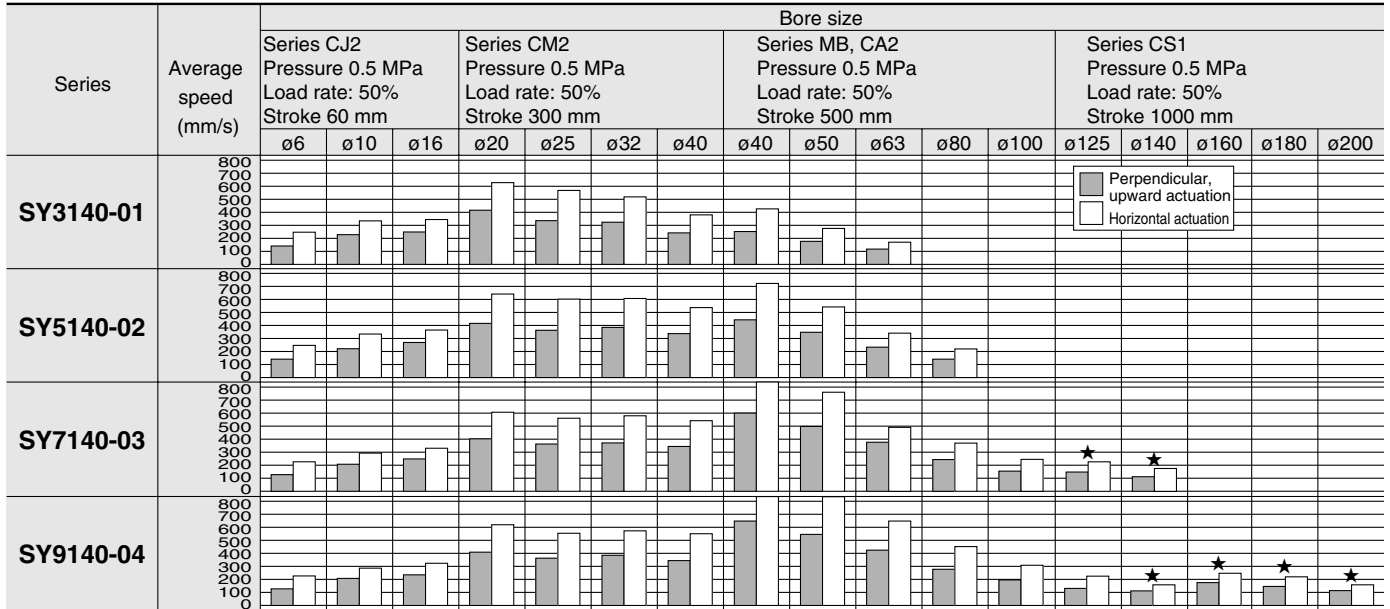 Bore size
Series
Average
speed
(mm/s)
Series CJ2
Pressure 0.5 MPa
Load rate: 50%
Stroke 60 mm
Series CM2
Pressure 0.5 MPa
Load rate: 50%
Stroke 300 mm
Series MB, CA2
Pressure 0.5 MPa
Load rate: 50%
Stroke 500 mm
Series CS1
Pressure 0.5 MPa
Load rate: 50%
Stroke 1000 mm
ø6 ø10 ø16 ø20 ø25 ø32 ø40 ø40 ø50 ø63 ø80 ø100 ø125 ø140 ø160 ø180 ø200
SY3140-01
800
700
600
500
400
300
200
100
0
Perpendicular,
upward actuation
Horizontal actuation
SY5140-02
800
700
600
500
400
300
200
100
0
SY7140-03
800
700
600
500
400
300
200
100
0
★ ★
SY9140-04
800
700
600
500
400
300
200
100
0
★ ★ ★ ★